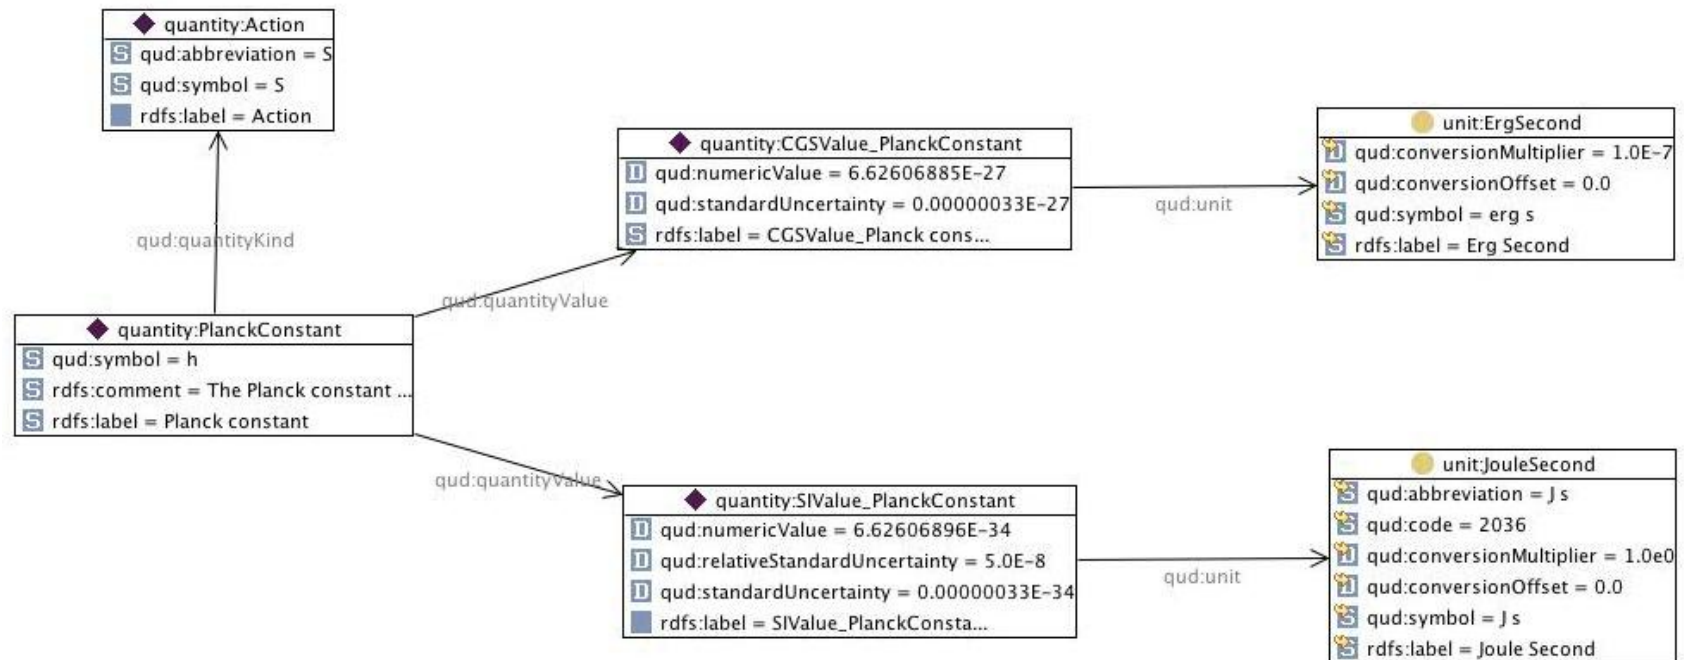 quantity:Action
qud:abbreviation = S
qud:symbol = S
rdfs:label = Action
qud:quantityKind
quantity:PlanckConstant
qud:symbol = h
rdfs:comment = The Planck constant ...
rdfs:label = Planck constant
qud:quantityValue
qud:quantityValue
quantity:CGSValue_PlanckConstant
qud:numericValue = 6.62606885E-27
qud:standardUncertainty = 0.00000033E-27
rdfs:label = CGSValue_Planck cons...
qud:unit
unit:ErgSecond
qud:conversionMultiplier = 1.0E-7
qud:conversionOffset = 0.0
qud:symbol = erg s
rdfs:label = Erg Second
quantity:SIValue_PlanckConstant
qud:numericValue = 6.62606896E-34
qud:relativeStandardUncertainty = 5.0E-8
qud:standardUncertainty = 0.00000033E-34
rdfs:label = SIValue_PlanckConsta...
qud:unit
unit:JouleSecond
qud:abbreviation = J s
qud:code = 2036
qud:conversionMultiplier = 1.0e0
qud:conversionOffset = 0.0
qud:symbol = J s
rdfs:label = Joule Second